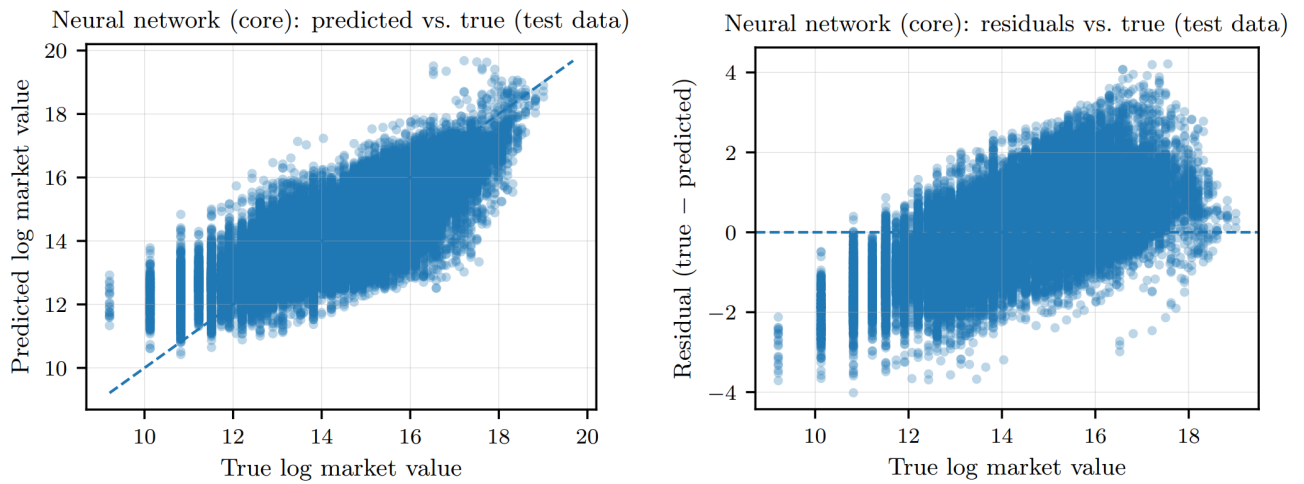 Neural network (core): predicted vs. true (test data)
Predicted log market value
20
18
16
14
12
10
10 12 14 16 18 20
True log market value
Neural network (core): residuals vs. true (test data)
Residual (true − predicted)
4
2
0
−2
−4
10 12 14 16 18
True log market value